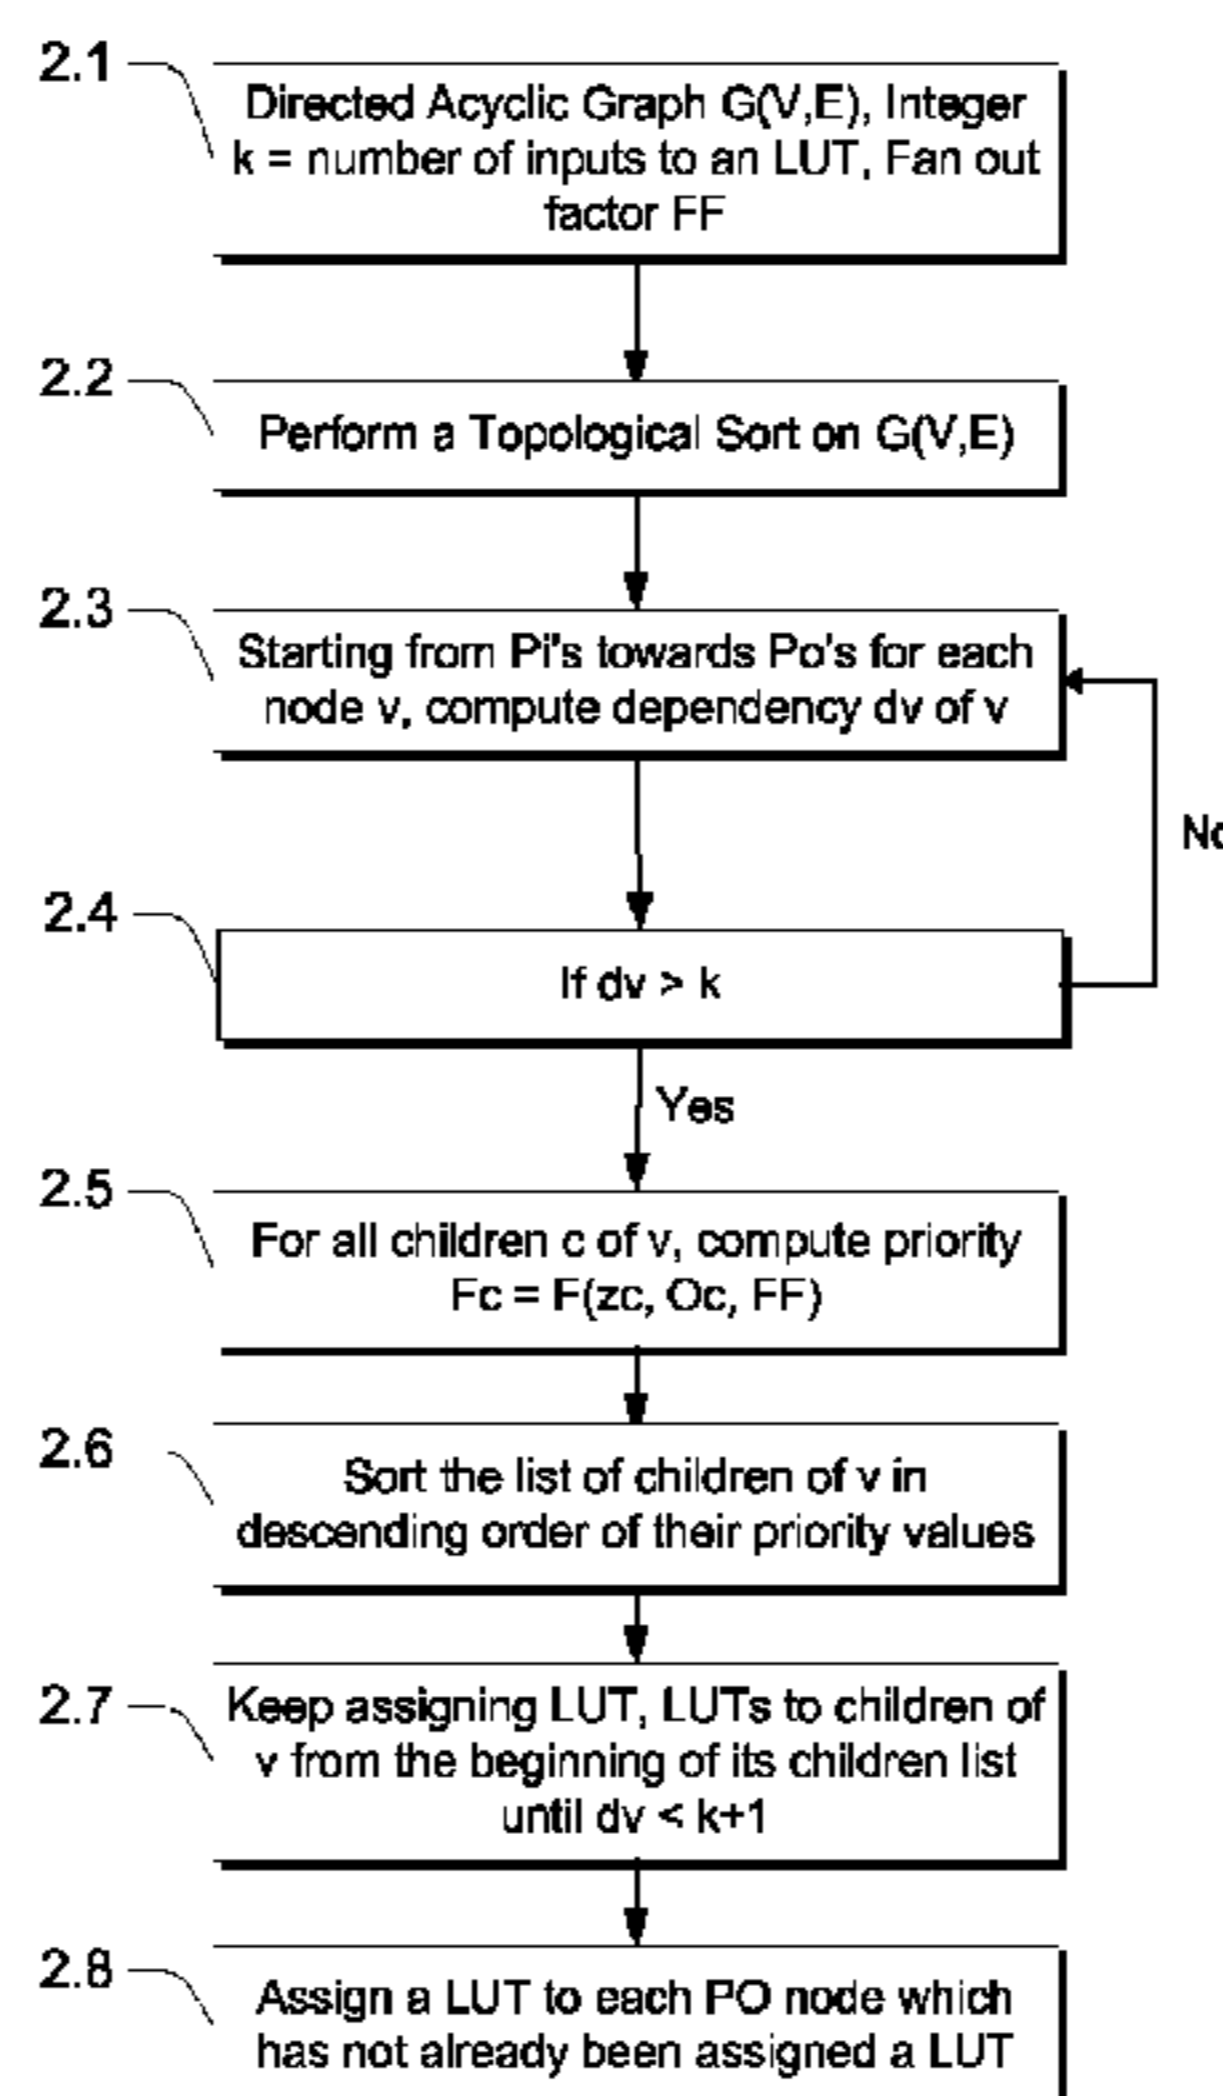 2.1
Directed Acyclic Graph G(V,E), Integer
k = number of inputs to an LUT, Fan out
factor FF
2.2
Perform a Topological Sort on G(V,E)
2.3
Starting from Pi's towards Po's for each
node v, compute dependency dv of v
No
2.4
If dv > k
Yes
2.5
For all children c of v, compute priority
Fc = F(zc, Oc, FF)
2.6
Sort the list of children of v in
descending order of their priority values
2.7
Keep assigning LUT, LUTs to children of
v from the beginning of its children list
until dv < k+1
2.8
Assign a LUT to each PO node which
has not already been assigned a LUT